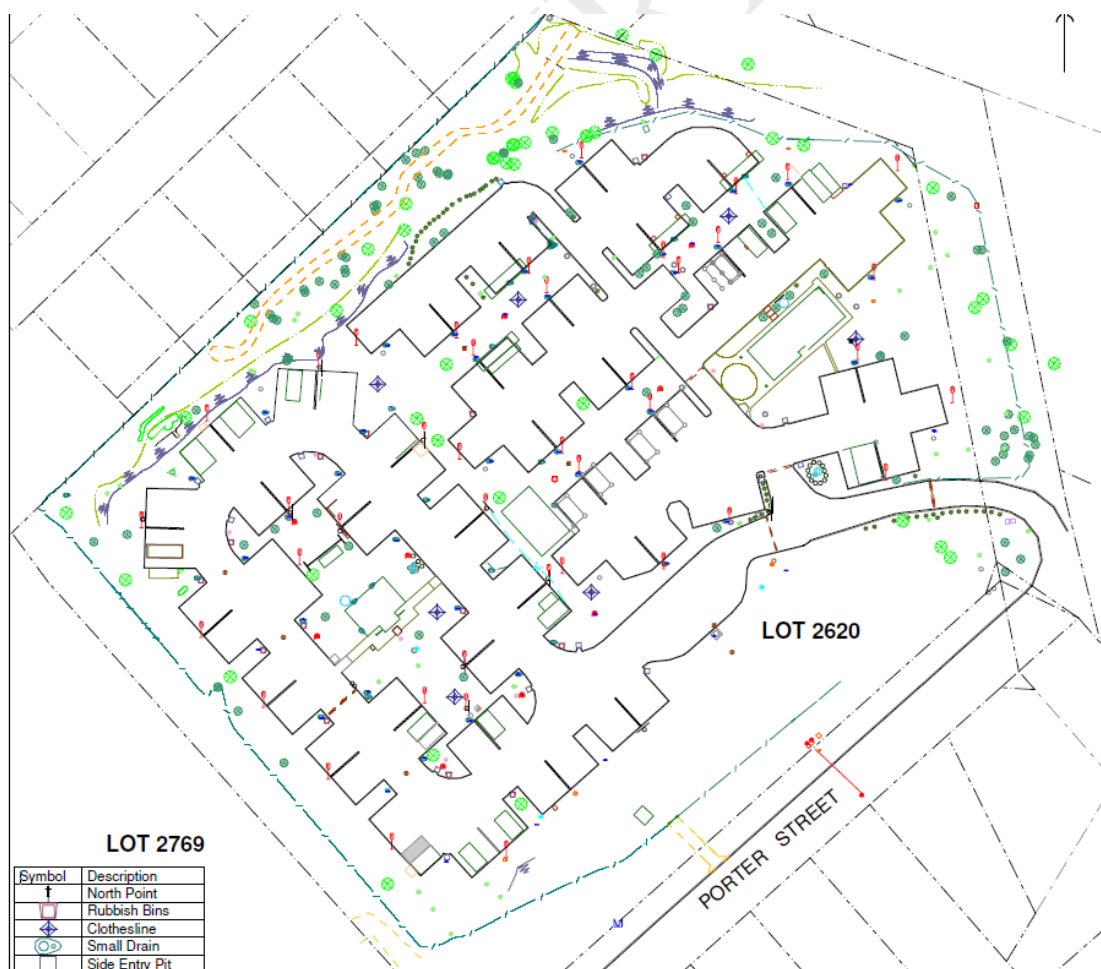 LOT 2620
PORTER STREET
LOT 2769
Symbol Description
North Point
Rubbish Bins
Clothesline
Small Drain
Side Entry Pit